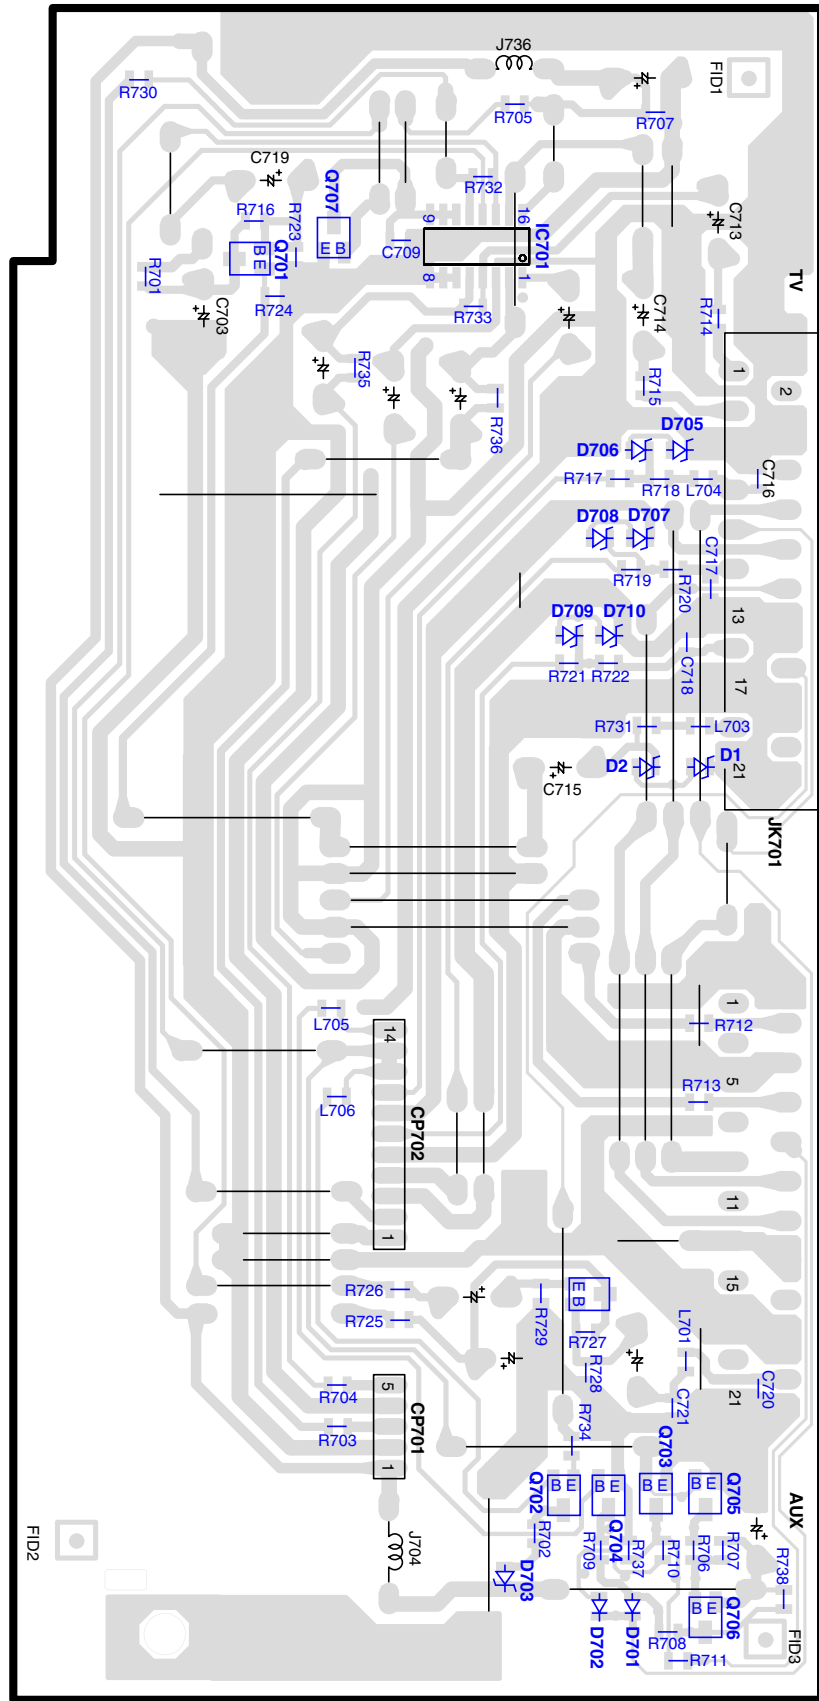 J736
FID1
R730
R705
R707
C719
R732
Q707
R716
R723
9
16
IC701
C713
E B
C709
Q701
B E
TV
R701
8
1
R724
C703
R733
C714
R714
R735
1
2
R715
R736
D705
D706
C716
R717
R718
L704
D708
D707
C717
R719
R720
D709
D710
13
C718
R721
R722
17
R731
L703
D2
D1
21
C715
JK701
1
L705
R712
14
5
R713
L706
CP702
11
1
15
R726
E B
R729
R725
R727
L701
R728
5
21
C720
R704
CP701
C721
R703
R734
Q703
1
Q702
B E
B E
B E
B E
Q705
AUX
FID2
J704
R702
Q704
R709
R737
R710
R706
R707
R738
D703
B E
Q706
D702
D701
R708
FID3
R711